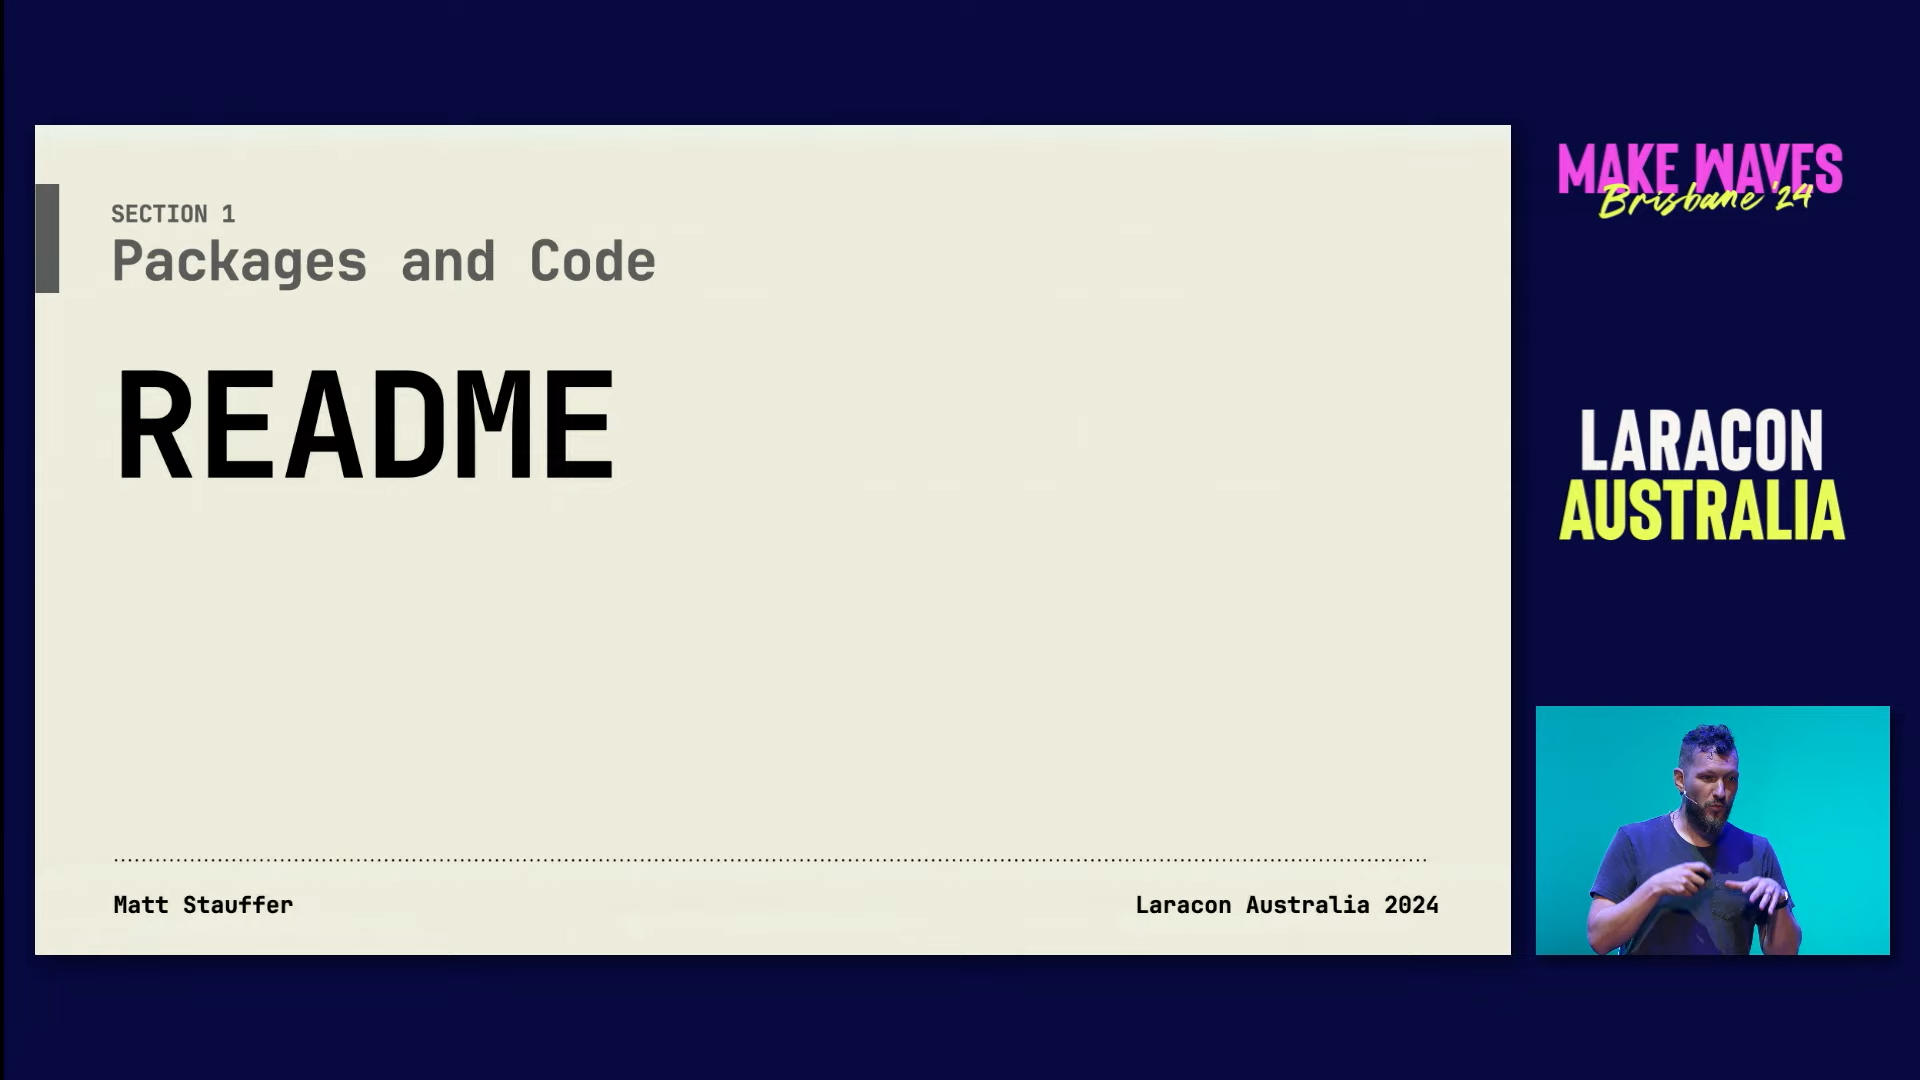 SECTION 1
Packages and Code
README
Matt Stauffer
Laracon Australia 2024
MAKE WAVES
Brisbane '24
LARACON
AUSTRALIA